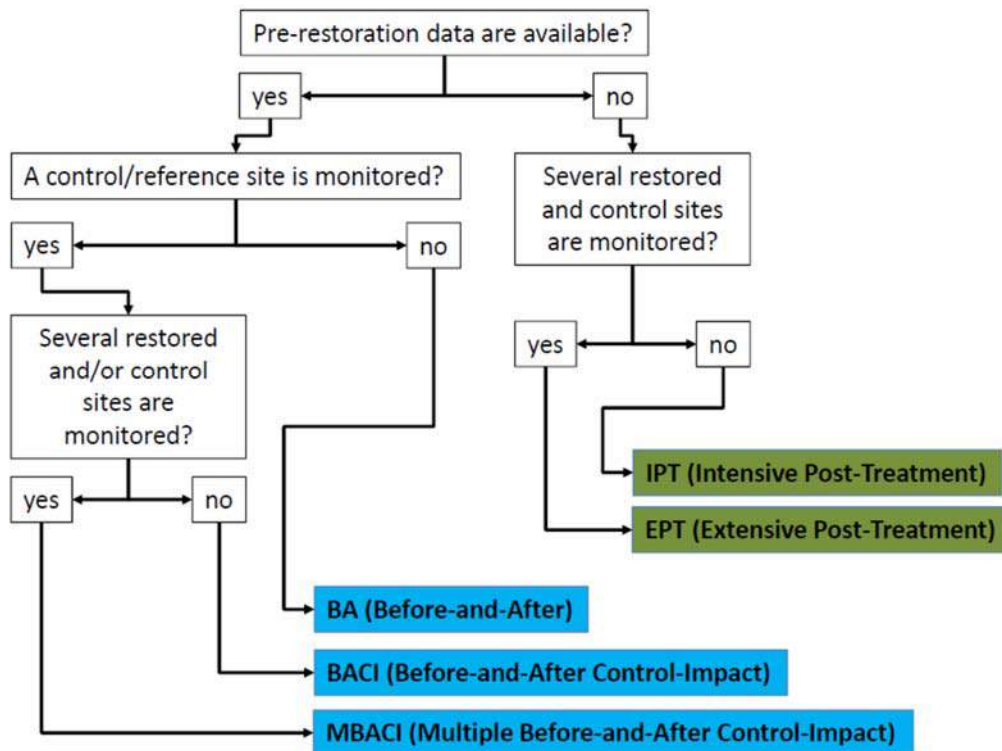 Pre-restoration data are available?
yes
no
A control/reference site is monitored?
Several restored
and control sites
are monitored?
yes
no
Several restored
and/or control
sites are
monitored?
yes
no
yes
no
IPT (Intensive Post-Treatment)
EPT (Extensive Post-Treatment)
BA (Before-and-After)
BACI (Before-and-After Control-Impact)
MBACI (Multiple Before-and-After Control-Impact)